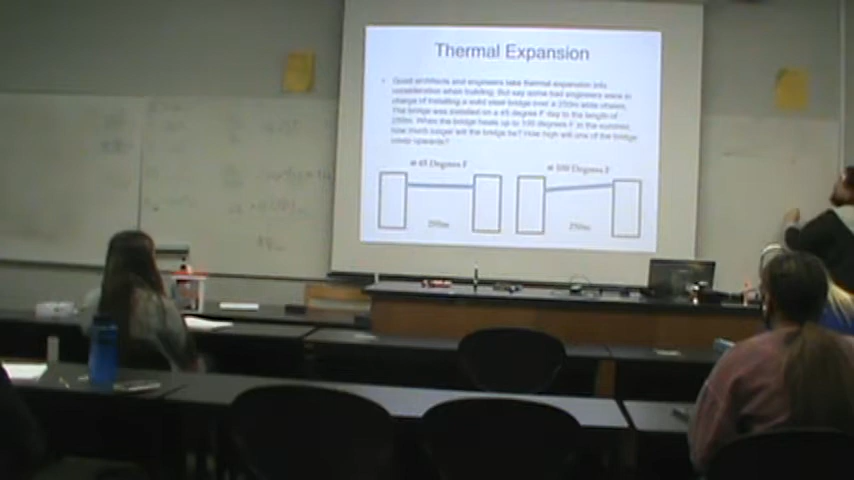 Thermal Expansion
• Good architects and engineers take thermal expansion into
consideration when building. But say some bad engineers were in
charge of installing a solid steel bridge over a 250m wide chasm.
The bridge was installed on a 45 degree F day to the length of
250m. When the bridge heats up to 100 degrees F in the summer,
how much longer will the bridge be? How high will one of the bridge
upwards?
at 45 Degrees F
at 100 Degrees F
250m
250m